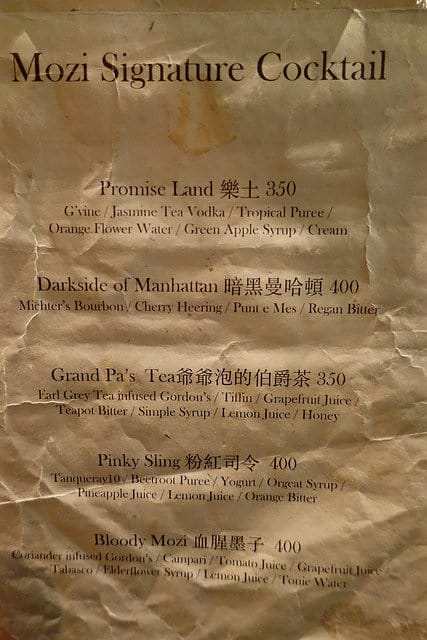 Mozi Signature Cocktail
Promise Land 樂土 350
G'vine / Jasmine Tea Vodka / Tropical Puree /
Orange Flower Water / Green Apple Syrup / Cream
Darkside of Manhattan 暗黑曼哈頓 400
Michter's Bourbon / Cherry Heering / Punt e Mes / Regan Bitter
Grand Pa's Tea爺爺泡的伯爵茶 350
Earl Grey Tea infused Gordon's / Tiffin / Grapefruit Juice /
Teapot Bitter / Simple Syrup / Lemon Juice / Honey
Pinky Sling 粉紅司令 400
Tanqueray10 / Beetroot Puree / Yogurt / Orgeat Syrup /
Pineapple Juice / Lemon Juice / Orange Bitter
Bloody Mozi 血腥墨子 400
Coriander infused Gordon's / Campari / Tomato Juice / Grapefruit Juice /
Tabasco / Elderflower Syrup / Lemon Juice / Tonic Water